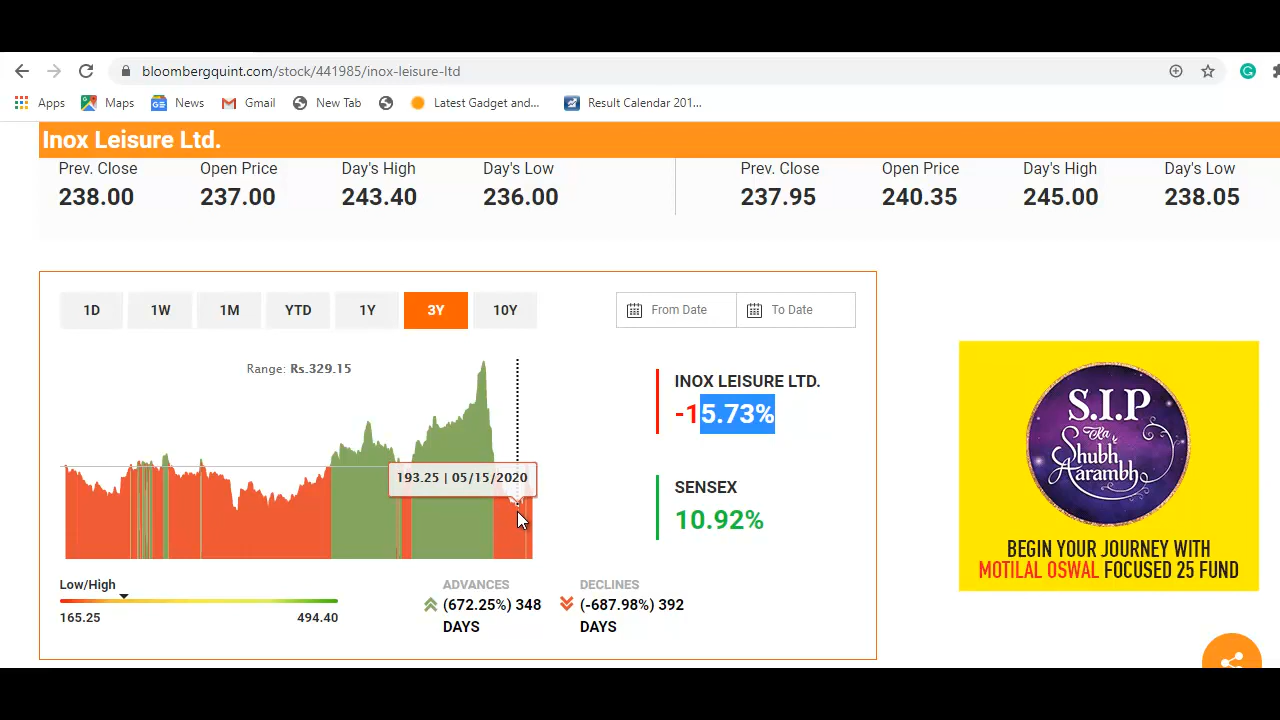 bloombergquint.com/stock/441985/inox-leisure-ltd
Apps Maps News Gmail New Tab Latest Gadget and... Result Calendar 201...
Inox Leisure Ltd.
Prev. Close Open Price Day's High Day's Low Prev. Close Open Price Day's High Day's Low
238.00 237.00 243.40 236.00 237.95 240.35 245.00 238.05
1D 1W 1M YTD 1Y 3Y 10Y From Date To Date
Range: Rs.329.15
INOX LEISURE LTD.
-15.73%
193.25 | 05/15/2020
SENSEX
10.92%
Low/High
165.25 494.40
ADVANCES
(672.25%) 348
DAYS
DECLINES
(-687.98%) 392
DAYS
S.I.P
Ka
Shubh
Aarambh
BEGIN YOUR JOURNEY WITH
MOTILAL OSWAL FOCUSED 25 FUND